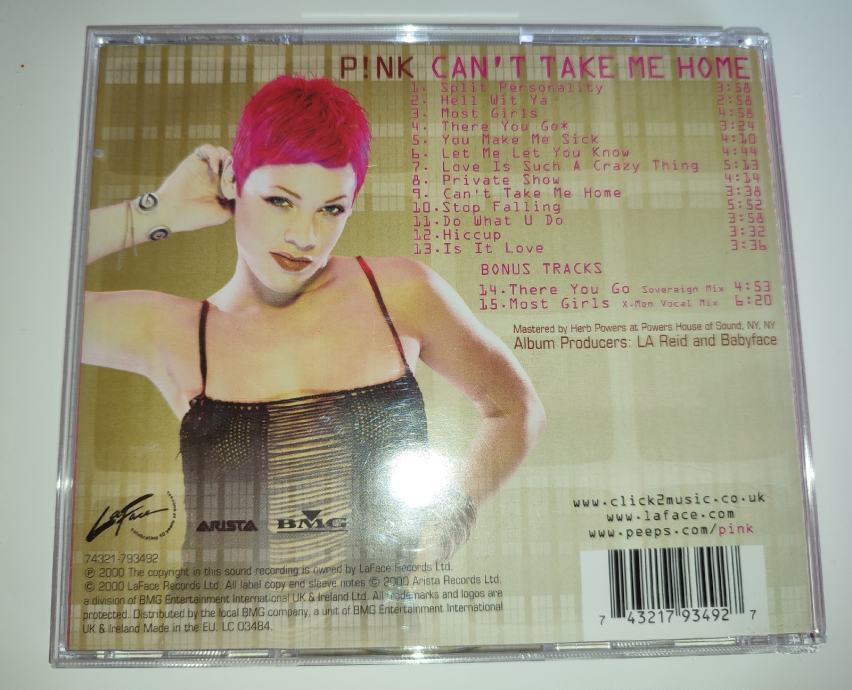 P!NK CAN'T TAKE ME HOME
1. Split Personality 3:58
2. Hell Wit Ya 2:58
3. Most Girls 4:58
4. There You Go* 3:24
5. You Make Me Sick 4:10
6. Let Me Let You Know 4:44
7. Love Is Such A Crazy Thing 5:13
8. Private Show 4:14
9. Can't Take Me Home 3:38
10.Stop Falling 5:52
11.Do What U Do 3:58
12.Hiccup 3:32
13.Is It Love 3:36
BONUS TRACKS
14.There You Go Sovereign Mix 4:53
15.Most Girls X-Men Vocal Mix 6:20
Mastered by Herb Powers at Powers House of Sound, NY, NY
Album Producers: LA Reid and Babyface
www.click2music.co.uk
www.laface.com
www.peeps.com/pink
LaFace
ARISTA
BMG
74321-793492
℗ 2000 The copyright in this sound recording is owned by LaFace Records Ltd.
© 2000 LaFace Records Ltd. All label copy and sleeve notes © 2000 Arista Records Ltd,
a division of BMG Entertainment International UK & Ireland Ltd. All trademarks and logos are
protected. Distributed by the local BMG company, a unit of BMG Entertainment International
UK & Ireland Made in the EU. LC 03484.
7 43217 93492 7